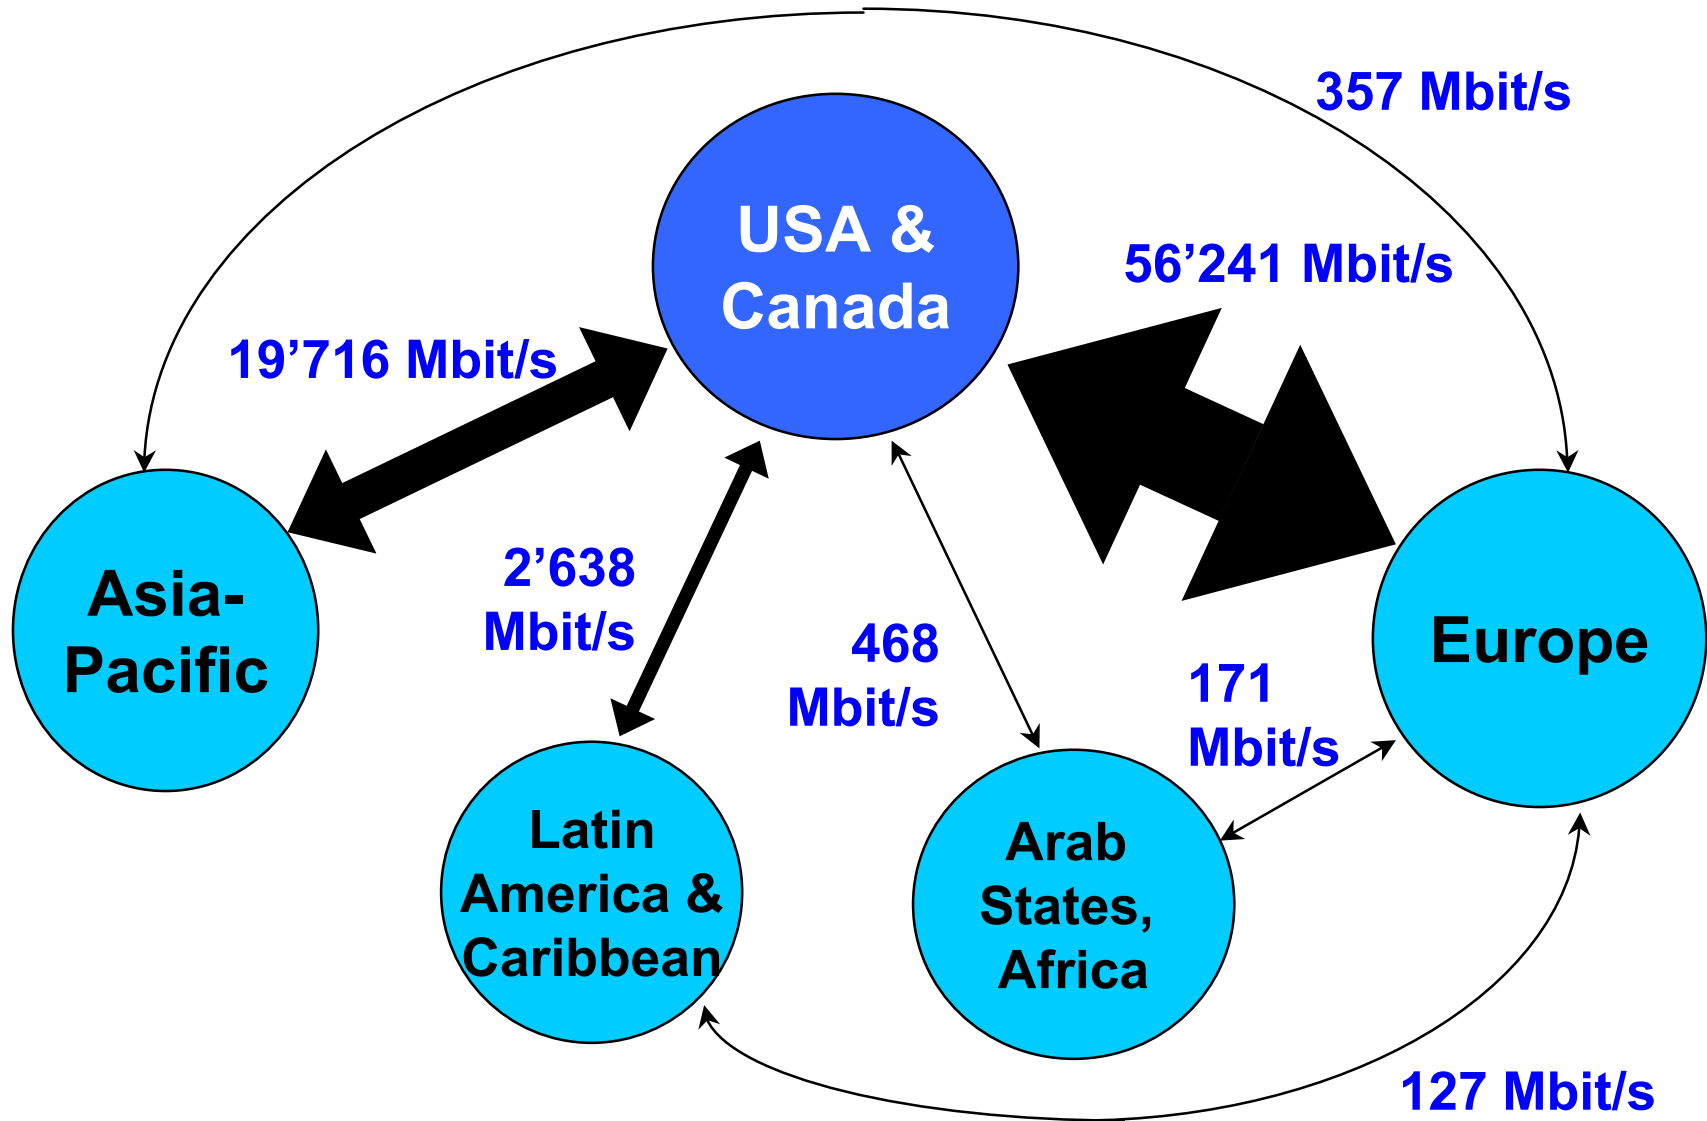 357 Mbit/s
USA &
Canada
56’241 Mbit/s
19’716 Mbit/s
2’638
Mbit/s
468
Mbit/s
171
Mbit/s
Asia-
Pacific
Europe
Latin
America &
Caribbean
Arab
States,
Africa
127 Mbit/s